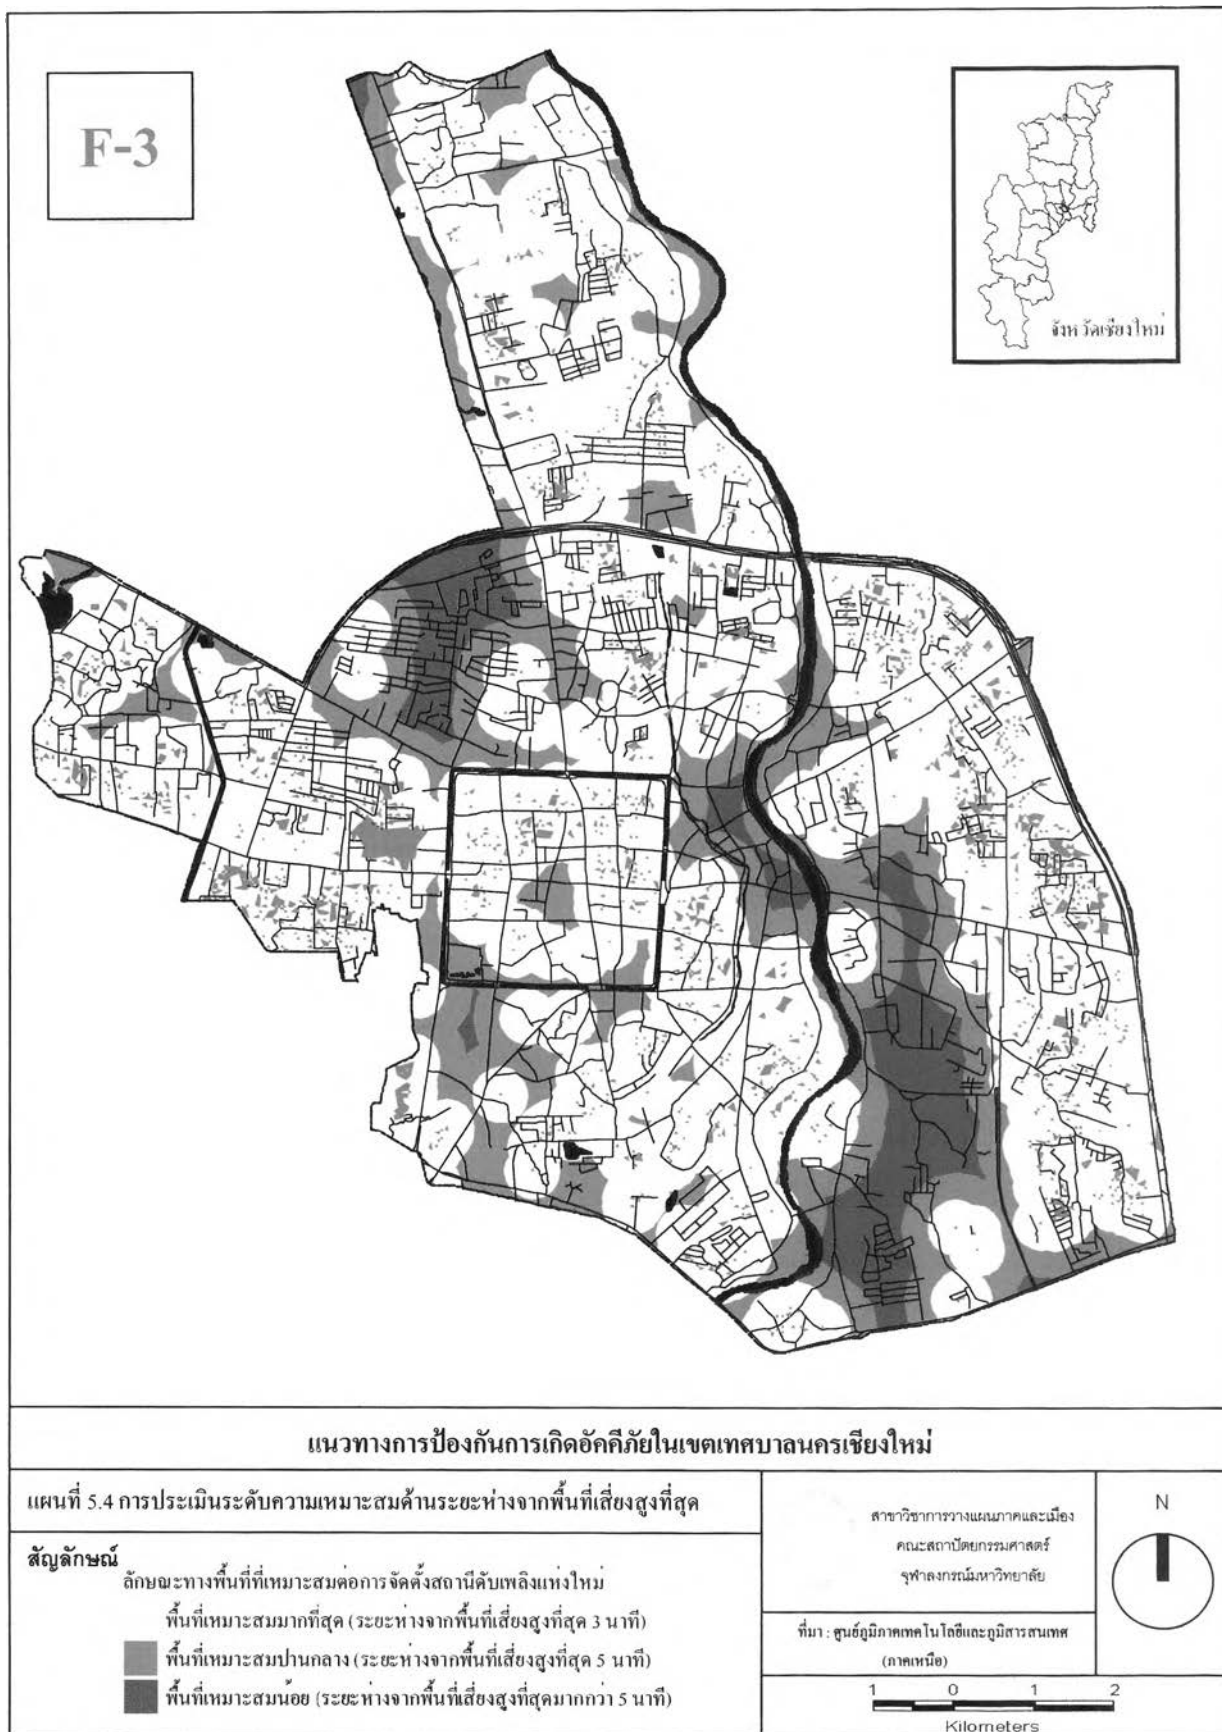 F-3
จังหวัดเชียงใหม่
แนวทางการป้องกันการเกิดอัคคีภัยในเขตเทศบาลนครเชียงใหม่
แผนที่ 5.4 การประเมินระดับความเหมาะสมด้านระยะห่างจากพื้นที่เสี่ยงสูงที่สุด
สัญลักษณ์
ลักษณะทางพื้นที่ที่เหมาะสมต่อการจัดตั้งสถานีดับเพลิงแห่งใหม่
พื้นที่เหมาะสมมากที่สุด (ระยะห่างจากพื้นที่เสี่ยงสูงที่สุด 3 นาที)
พื้นที่เหมาะสมปานกลาง (ระยะห่างจากพื้นที่เสี่ยงสูงที่สุด 5 นาที)
พื้นที่เหมาะสมน้อย (ระยะห่างจากพื้นที่เสี่ยงสูงที่สุดมากกว่า 5 นาที)
สาขาวิชาการวางแผนภาคและเมือง
คณะสถาปัตยกรรมศาสตร์
จุฬาลงกรณ์มหาวิทยาลัย
ที่มา : ศูนย์ภูมิภาคเทคโนโลยีและภูมิสารสนเทศ
(ภาคเหนือ)
N
1 0 1 2
Kilometers